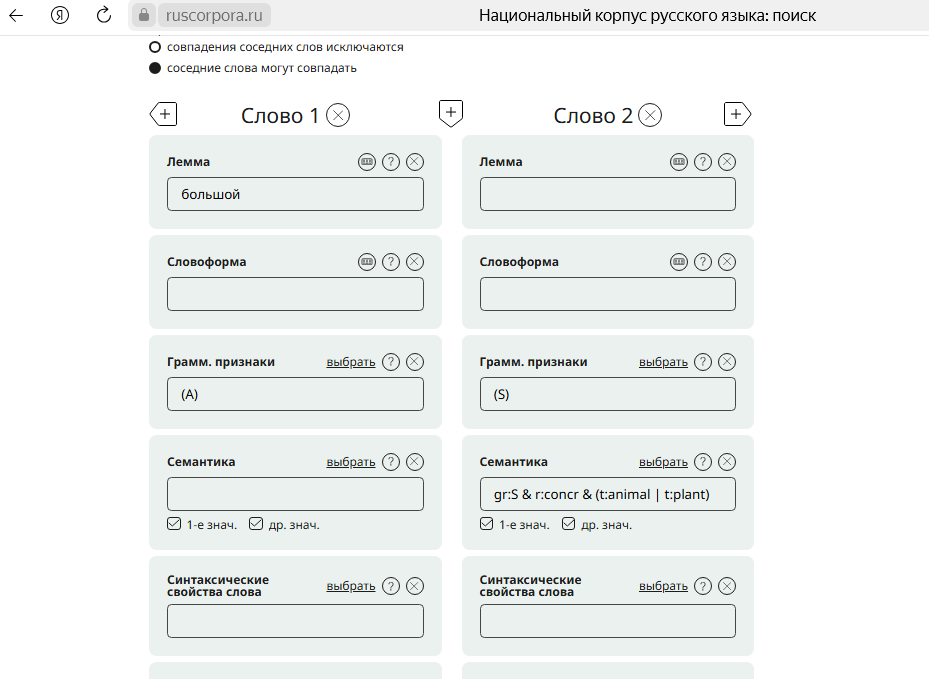 ruscorpora.ru Национальный корпус русского языка: поиск
совпадения соседних слов исключаются
соседние слова могут совпадать
Слово 1 Слово 2
Лемма ? Лемма ?
большой
Словоформа ? Словоформа ?
Грамм. признаки выбрать ? Грамм. признаки выбрать ?
(A) (S)
Семантика выбрать ? Семантика выбрать ?
gr:S & r:concr & (t:animal | t:plant)
1-е знач. др. знач. 1-е знач. др. знач.
Синтаксические Синтаксические
свойства слова выбрать ? свойства слова выбрать ?